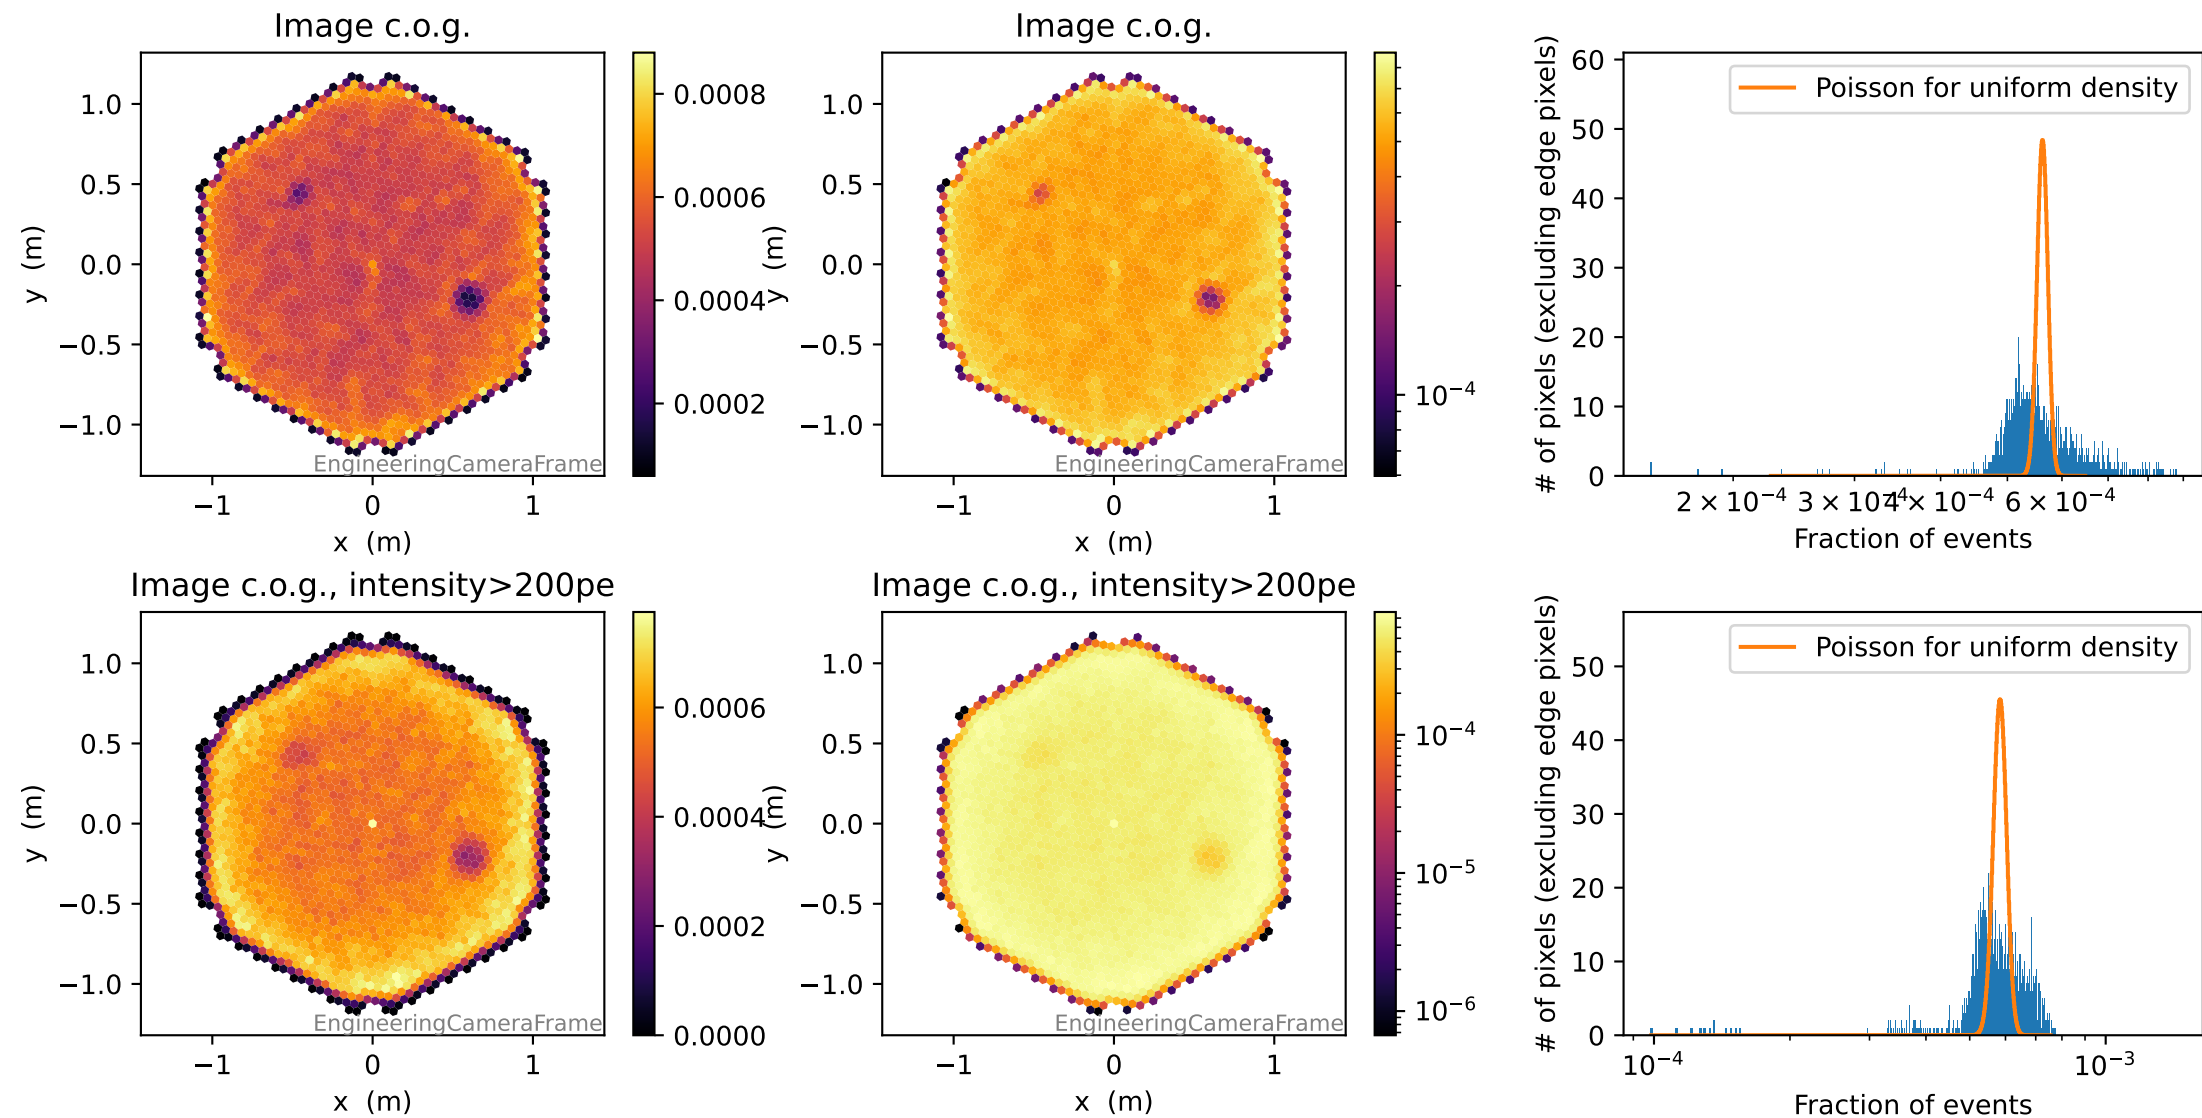 Image c.o.g.
1.0
0.5
0.0
−0.5
−1.0
y (m)
−1 0 1
x (m)
EngineeringCameraFrame
0.0008
0.0006
0.0004
0.0002
Image c.o.g.
1.0
0.5
0.0
−0.5
−1.0
y (m)
−1 0 1
x (m)
EngineeringCameraFrame
10⁻⁴
60
50
40
30
20
10
0
# of pixels (excluding edge pixels)
Poisson for uniform density
2 × 10⁻⁴ 3 × 10⁻⁴ 4 × 10⁻⁴ 6 × 10⁻⁴
Fraction of events
Image c.o.g., intensity>200pe
1.0
0.5
0.0
−0.5
−1.0
y (m)
−1 0 1
x (m)
EngineeringCameraFrame
0.0006
0.0004
0.0002
0.0000
Image c.o.g., intensity>200pe
1.0
0.5
0.0
−0.5
−1.0
y (m)
−1 0 1
x (m)
EngineeringCameraFrame
10⁻⁴
10⁻⁵
10⁻⁶
50
40
30
20
10
0
# of pixels (excluding edge pixels)
Poisson for uniform density
10⁻⁴ 10⁻³
Fraction of events